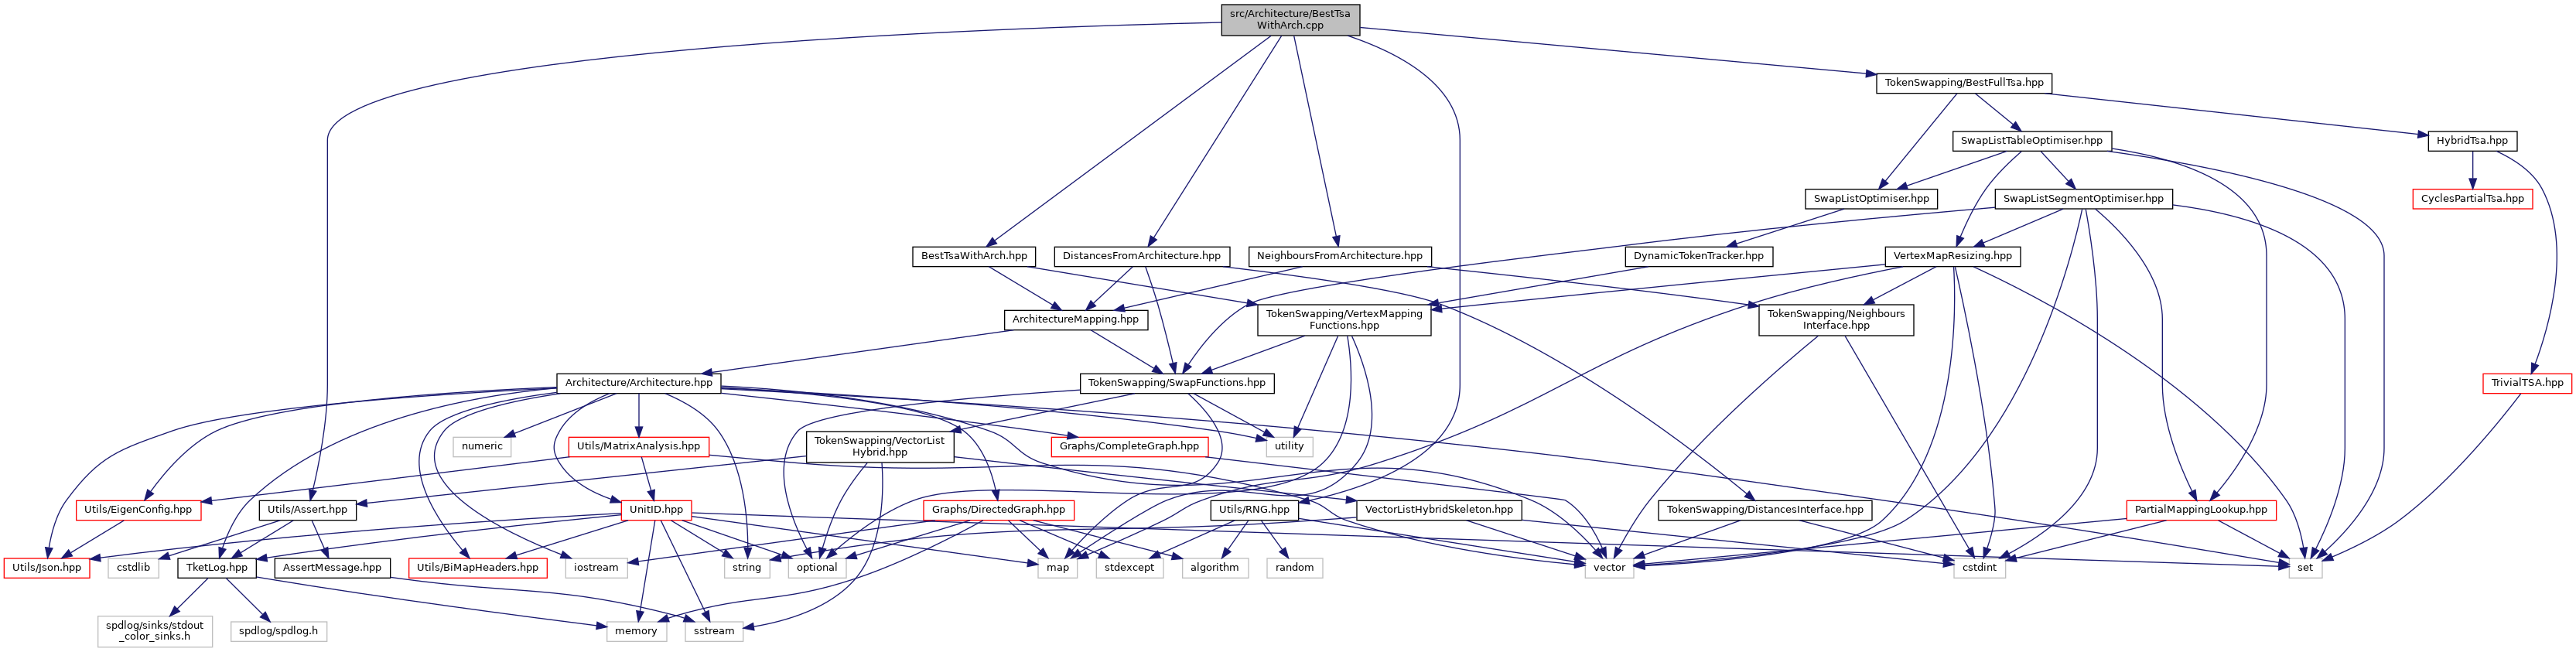 src/Architecture/BestTsa
WithArch.cpp
TokenSwapping/BestFullTsa.hpp
SwapListTableOptimiser.hpp
HybridTsa.hpp
SwapListOptimiser.hpp
SwapListSegmentOptimiser.hpp
CyclesPartialTsa.hpp
BestTsaWithArch.hpp
DistancesFromArchitecture.hpp
NeighboursFromArchitecture.hpp
DynamicTokenTracker.hpp
VertexMapResizing.hpp
ArchitectureMapping.hpp
TokenSwapping/VertexMapping
Functions.hpp
TokenSwapping/Neighbours
Interface.hpp
Architecture/Architecture.hpp
TokenSwapping/SwapFunctions.hpp
TrivialTSA.hpp
numeric
Utils/MatrixAnalysis.hpp
TokenSwapping/VectorList
Hybrid.hpp
Graphs/CompleteGraph.hpp
utility
Utils/EigenConfig.hpp
Utils/Assert.hpp
UnitID.hpp
Graphs/DirectedGraph.hpp
Utils/RNG.hpp
VectorListHybridSkeleton.hpp
TokenSwapping/DistancesInterface.hpp
PartialMappingLookup.hpp
Utils/Json.hpp
cstdlib
TketLog.hpp
AssertMessage.hpp
Utils/BiMapHeaders.hpp
iostream
string
optional
map
stdexcept
algorithm
random
vector
cstdint
set
spdlog/sinks/stdout
_color_sinks.h
spdlog/spdlog.h
memory
sstream